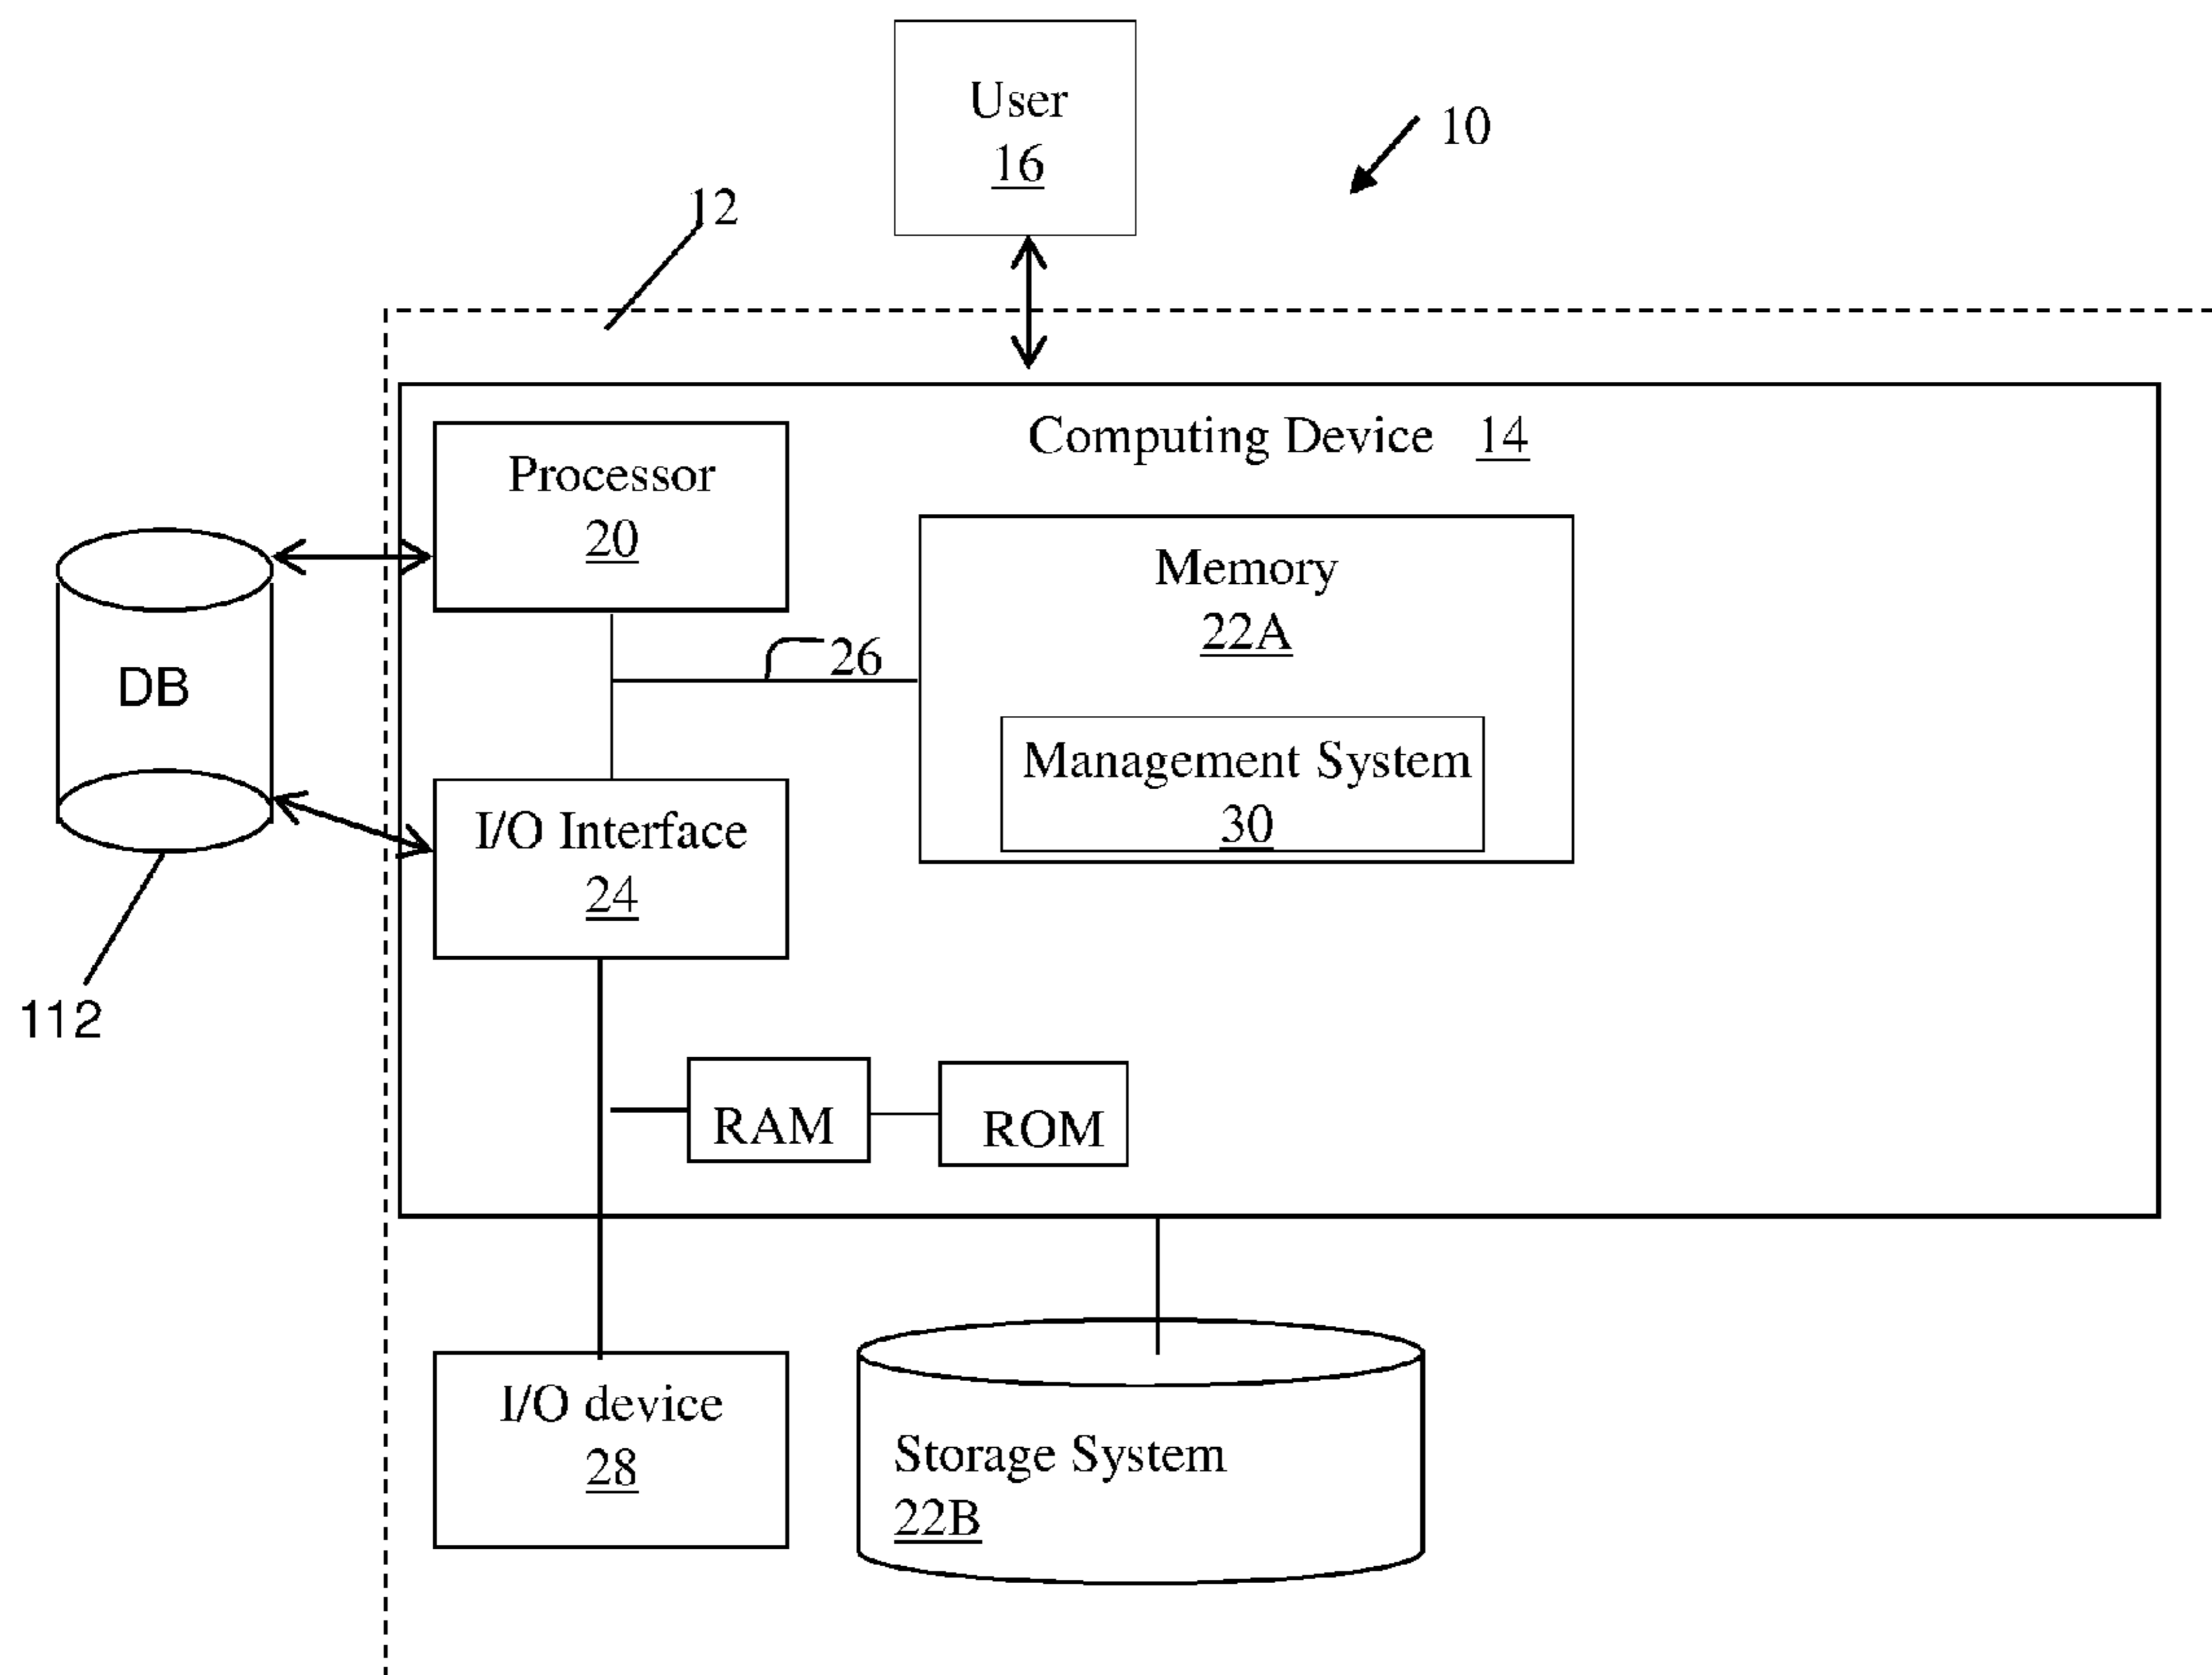 User
16
10
12
Computing Device 14
Processor
20
Memory
22A
26
DB
Management System
30
I/O Interface
24
112
RAM
ROM
I/O device
28
Storage System
22B